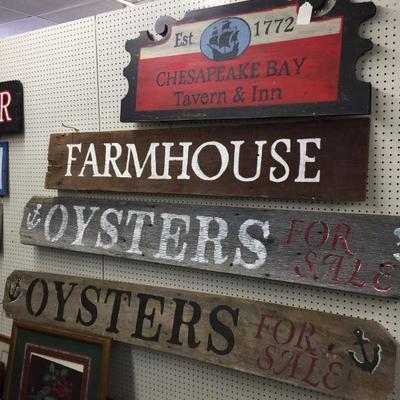 Est. 1772
CHESAPEAKE BAY
Tavern & Inn
R
FARMHOUSE
OYSTERS FOR SALE
OYSTERS FOR SALE